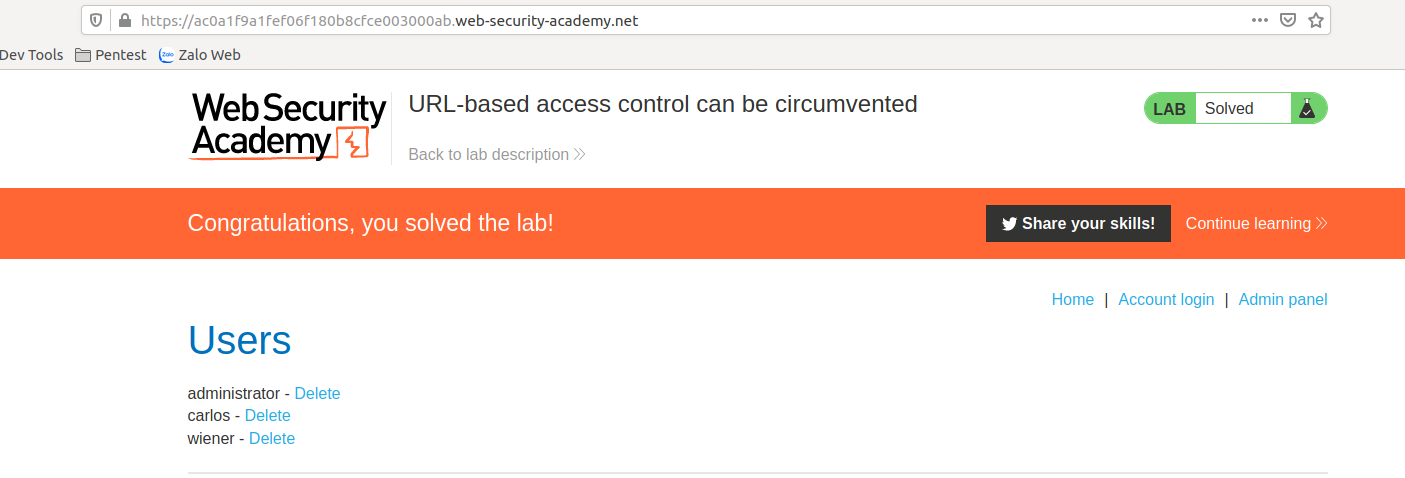 https://ac0a1f9a1fef06f180b8cfce003000ab.web-security-academy.net
Dev Tools Pentest Zalo Zalo Web
Web Security Academy
URL-based access control can be circumvented
LAB Solved
Back to lab description
Congratulations, you solved the lab!
Share your skills! Continue learning
Home | Account login | Admin panel
Users
administrator - Delete
carlos - Delete
wiener - Delete